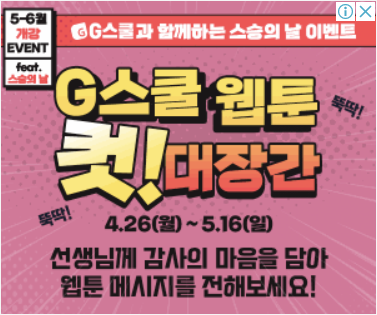 5-6월
개강
EVENT
feat.
스승의 날
G스쿨과 함께하는 스승의 날 이벤트
G스쿨 웹툰
뚝딱!
컷!대장간
뚝딱!
4.26(월) ~ 5.16(일)
선생님께 감사의 마음을 담아
웹툰 메시지를 전해보세요!